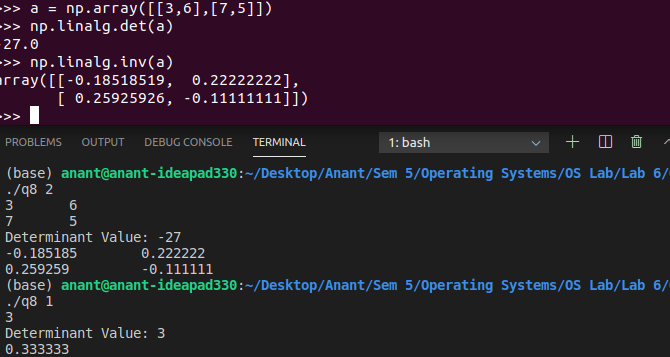 >>> a = np.array([[3,6],[7,5]])
>>> np.linalg.det(a)
-27.0
>>> np.linalg.inv(a)
array([[-0.18518519,  0.22222222],
       [ 0.25925926, -0.11111111]])
>>>
PROBLEMS OUTPUT DEBUG CONSOLE TERMINAL 1: bash
(base) anant@anant-ideapad330:~/Desktop/Anant/Sem 5/Operating Systems/OS Lab/Lab 6/
./q8 2
3       6
7       5
Determinant Value: -27
-0.185185       0.222222
0.259259        -0.111111
(base) anant@anant-ideapad330:~/Desktop/Anant/Sem 5/Operating Systems/OS Lab/Lab 6/
./q8 1
3
Determinant Value: 3
0.333333